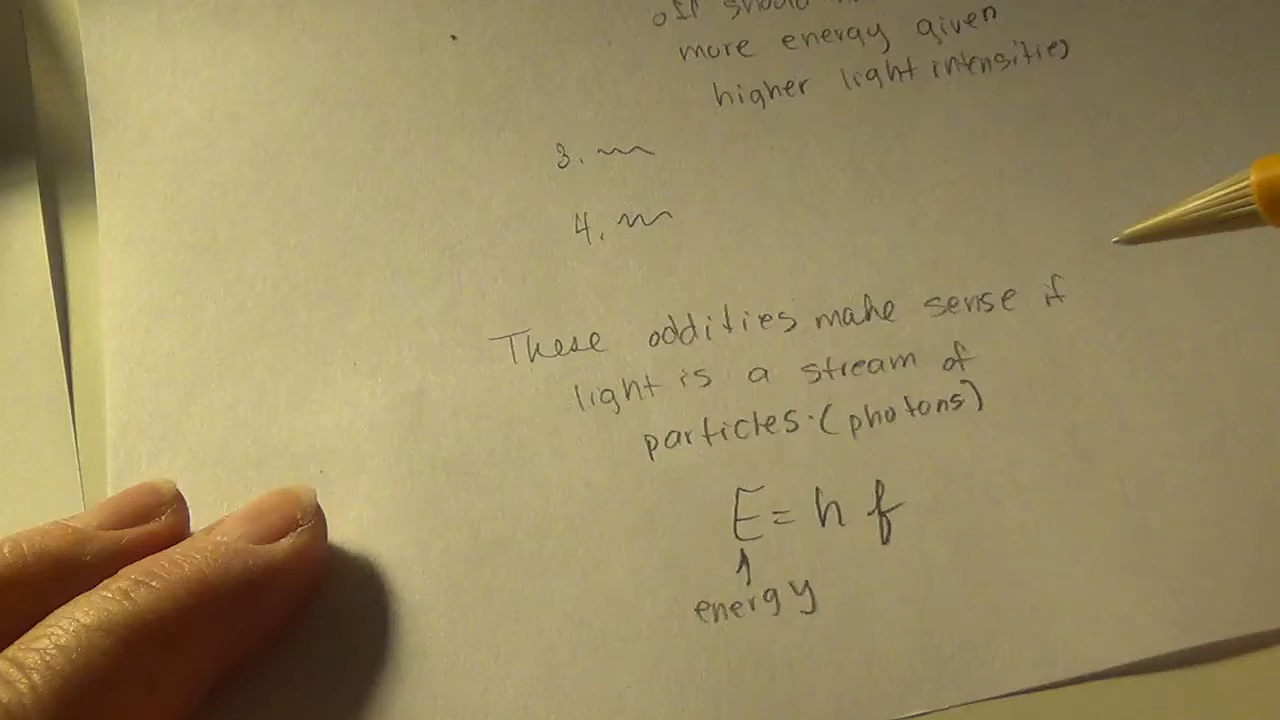 should
more energy given
higher light intensities
3.
4.
These oddities make sense if
light is a stream of
particles. (photons)
E = h f
↑
energy